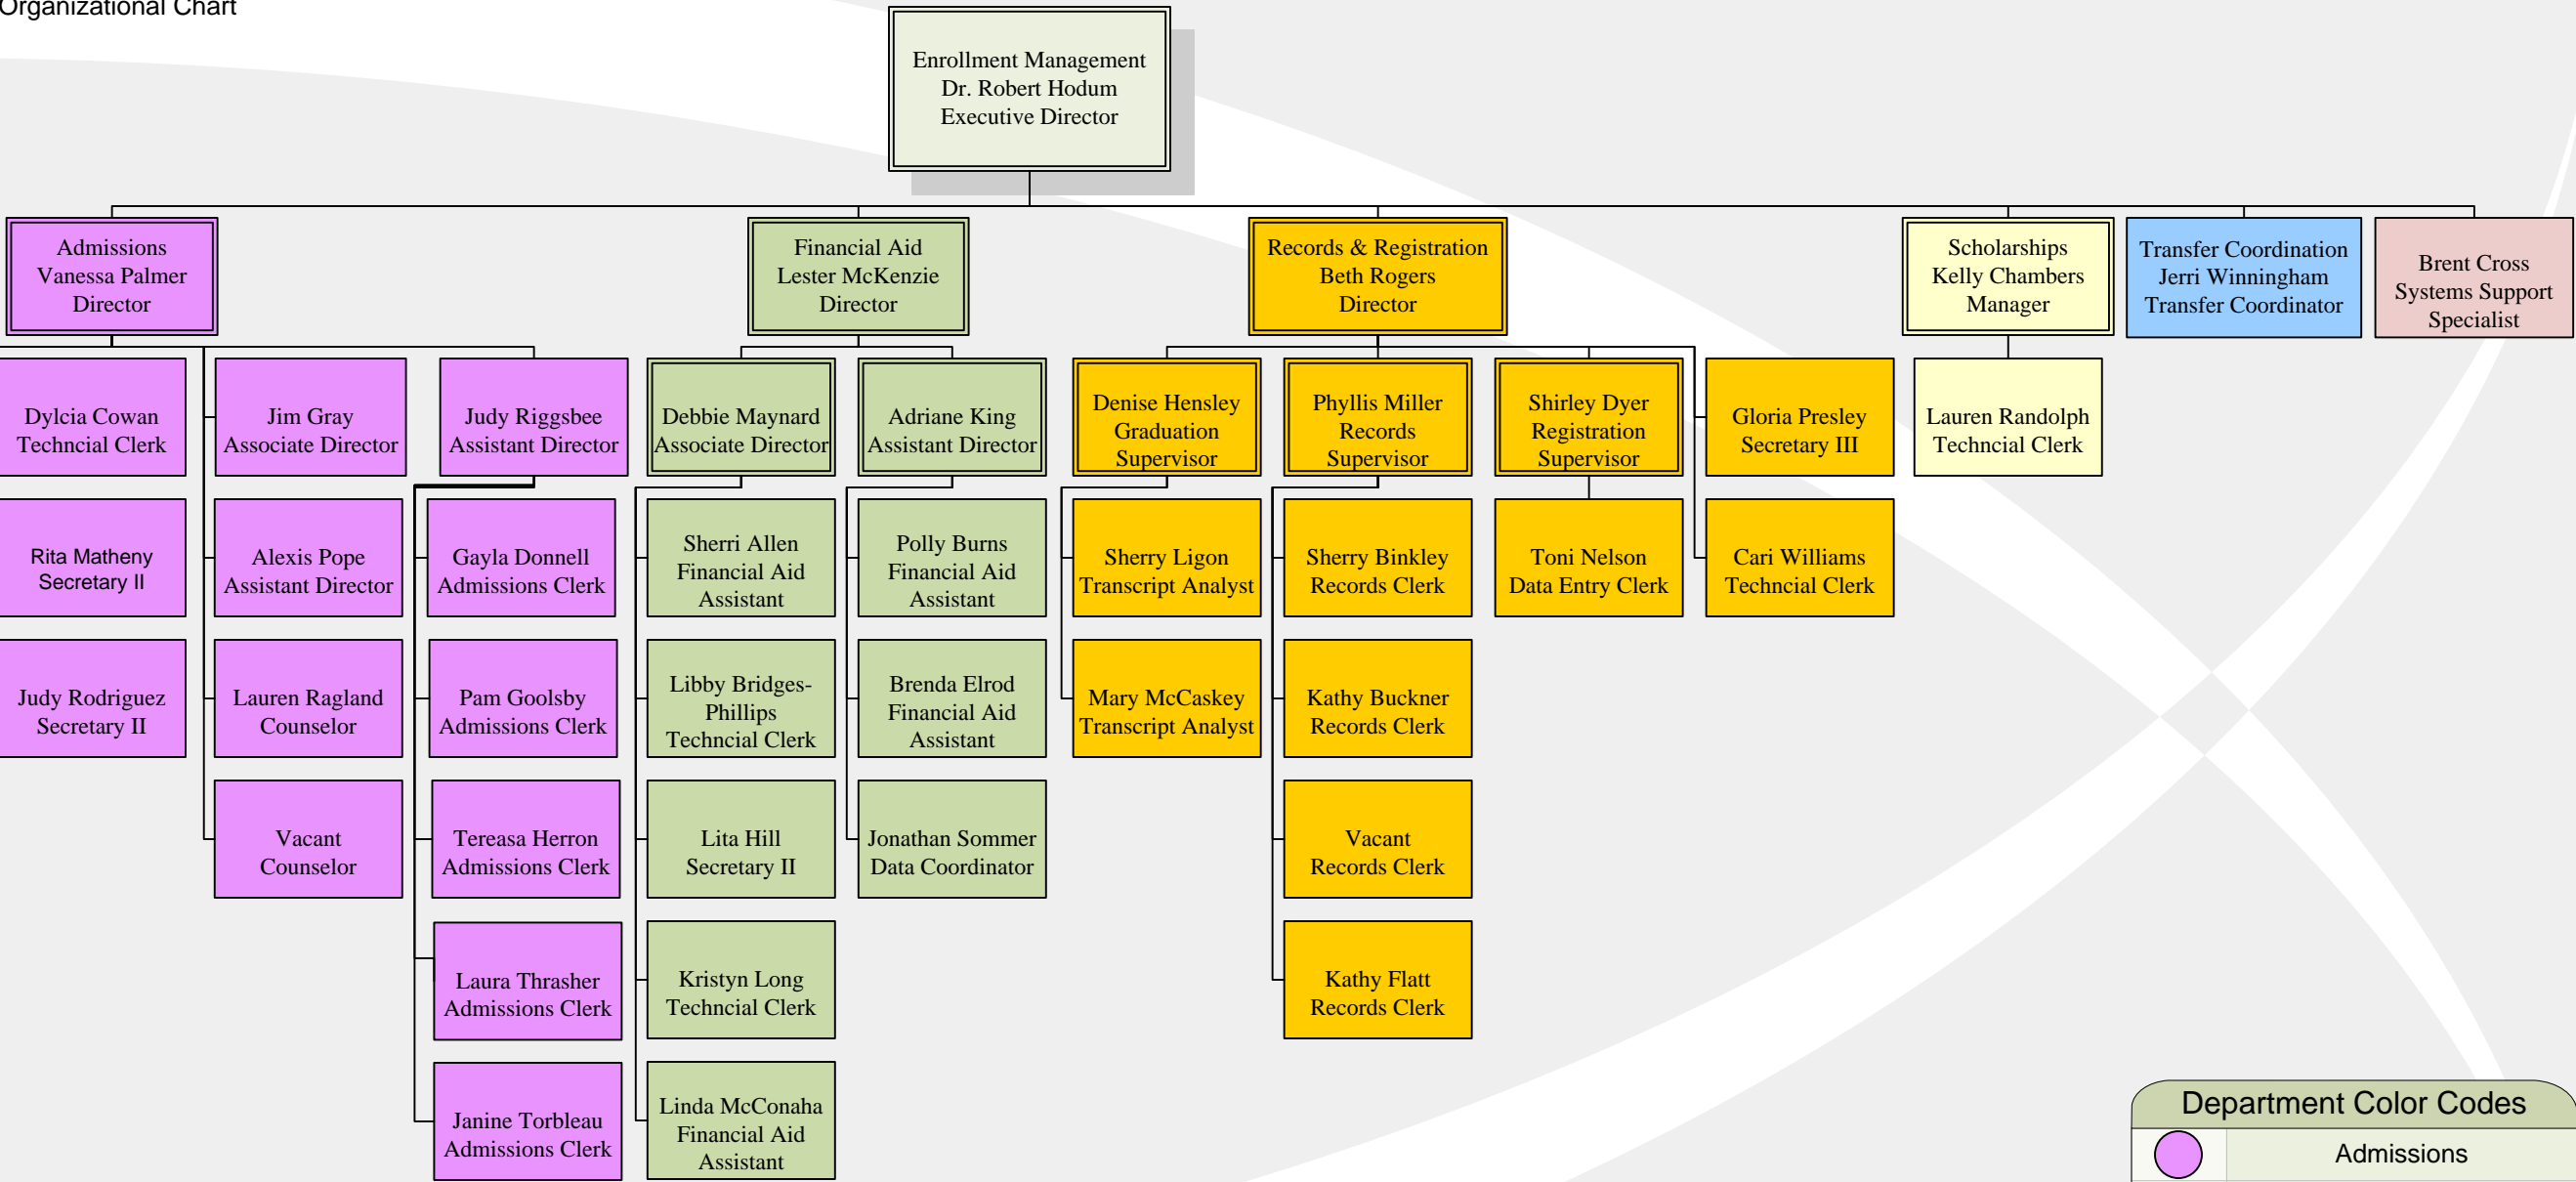 Organizational Chart
Enrollment Management
Dr. Robert Hodum
Executive Director
Admissions
Vanessa Palmer
Director
Financial Aid
Lester McKenzie
Director
Records & Registration
Beth Rogers
Director
Scholarships
Kelly Chambers
Manager
Transfer Coordination
Jerri Winningham
Transfer Coordinator
Brent Cross
Systems Support
Specialist
Dylcia Cowan
Techncial Clerk
Jim Gray
Associate Director
Judy Riggsbee
Assistant Director
Debbie Maynard
Associate Director
Adriane King
Assistant Director
Denise Hensley
Graduation
Supervisor
Phyllis Miller
Records
Supervisor
Shirley Dyer
Registration
Supervisor
Gloria Presley
Secretary III
Lauren Randolph
Techncial Clerk
Rita Matheny
Secretary II
Alexis Pope
Assistant Director
Gayla Donnell
Admissions Clerk
Sherri Allen
Financial Aid
Assistant
Polly Burns
Financial Aid
Assistant
Sherry Ligon
Transcript Analyst
Sherry Binkley
Records Clerk
Toni Nelson
Data Entry Clerk
Cari Williams
Techncial Clerk
Judy Rodriguez
Secretary II
Lauren Ragland
Counselor
Pam Goolsby
Admissions Clerk
Libby Bridges-
Phillips
Techncial Clerk
Brenda Elrod
Financial Aid
Assistant
Mary McCaskey
Transcript Analyst
Kathy Buckner
Records Clerk
Vacant
Counselor
Tereasa Herron
Admissions Clerk
Lita Hill
Secretary II
Jonathan Sommer
Data Coordinator
Vacant
Records Clerk
Laura Thrasher
Admissions Clerk
Kristyn Long
Techncial Clerk
Kathy Flatt
Records Clerk
Janine Torbleau
Admissions Clerk
Linda McConaha
Financial Aid
Assistant
Department Color Codes
Admissions